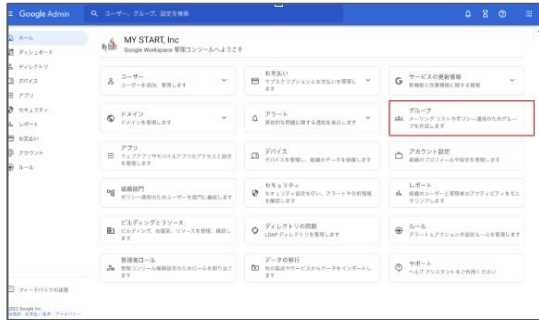 Google Admin
ユーザー、グループ、設定を検索
ホーム
ダッシュボード
ディレクトリ
デバイス
アプリ
セキュリティ
レポート
お支払い
アカウント
ルール
フィードバックの送信
MY START, Inc
Google Workspace 管理コンソールへようこそ
ユーザー
ユーザーを追加、管理します
お支払い
サブスクリプションとお支払いを管理します
サービスの更新情報
新機能と改善機能に関する情報
ドメイン
ドメインを管理します
アラート
潜在的な問題に関する通知を表示します
グループ
メーリング リストやポリシー適用のためグループを作成します
アプリ
ウェブアプリやモバイルアプリのアクセスと設定を管理します
デバイス
デバイスを管理し、組織のデータを保護します
アカウント設定
組織のプロフィールや設定を管理します
組織部門
ポリシー適用のためユーザーを部門に編成します
セキュリティ
セキュリティ設定を行い、アラートや分析情報を確認します
レポート
組織のユーザーと管理者のアクティビティをモニタリングします
ビルディングとリソース
ビルディング、会議室、リソースを管理、確認します
ディレクトリの同期
LDAP ディレクトリを管理します
ルール
アラートとアクションの設定ルールを管理します
管理者ロール
管理コンソール権限設定のためロールを割り当てます
データの移行
他の製品やサービスからデータをインポートします
サポート
ヘルプ アシスタントをご利用ください
2022 Google Inc.